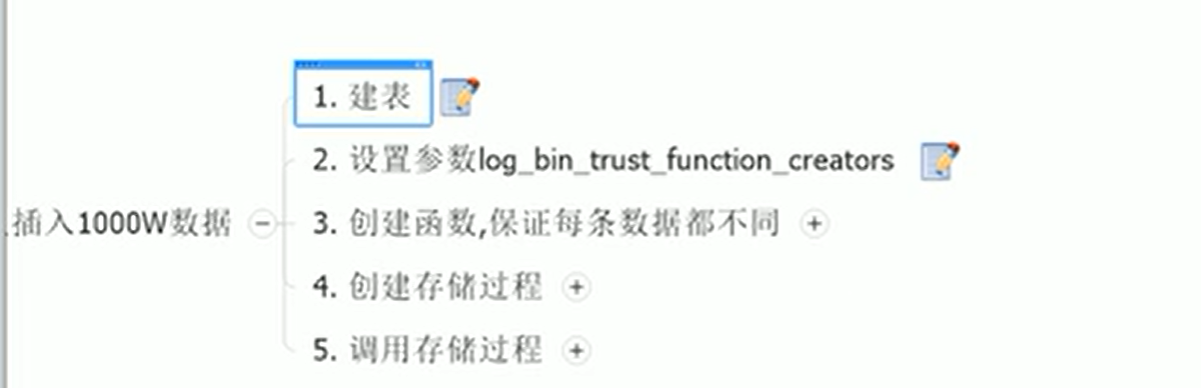 1. 建表
2. 设置参数log_bin_trust_function_creators
插入1000W数据
3. 创建函数,保证每条数据都不同
4. 创建存储过程
5. 调用存储过程